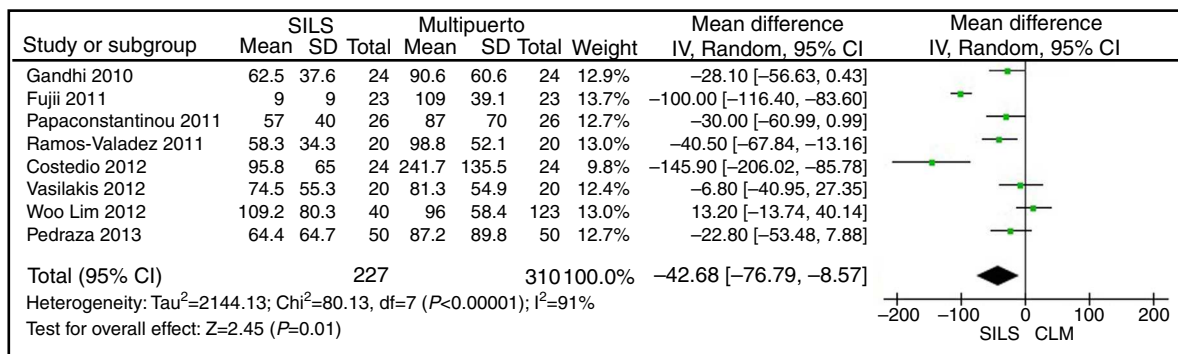 SILS Multipuerto Mean difference Mean difference
Study or subgroup Mean SD Total Mean SD Total Weight IV, Random, 95% CI IV, Random, 95% CI
Gandhi 2010 62.5 37.6 24 90.6 60.6 24 12.9% −28.10 [−56.63, 0.43]
Fujii 2011 9 9 23 109 39.1 23 13.7% −100.00 [−116.40, −83.60]
Papaconstantinou 2011 57 40 26 87 70 26 12.7% −30.00 [−60.99, 0.99]
Ramos-Valadez 2011 58.3 34.3 20 98.8 52.1 20 13.0% −40.50 [−67.84, −13.16]
Costedio 2012 95.8 65 24 241.7 135.5 24 9.8% −145.90 [−206.02, −85.78]
Vasilakis 2012 74.5 55.3 20 81.3 54.9 20 12.4% −6.80 [−40.95, 27.35]
Woo Lim 2012 109.2 80.3 40 96 58.4 123 13.0% 13.20 [−13.74, 40.14]
Pedraza 2013 64.4 64.7 50 87.2 89.8 50 12.7% −22.80 [−53.48, 7.88]
Total (95% CI) 227 310 100.0% −42.68 [−76.79, −8.57]
Heterogeneity: Tau²=2144.13; Chi²=80.13, df=7 (P<0.00001); I²=91%
Test for overall effect: Z=2.45 (P=0.01)
−200 −100 0 100 200
SILS CLM